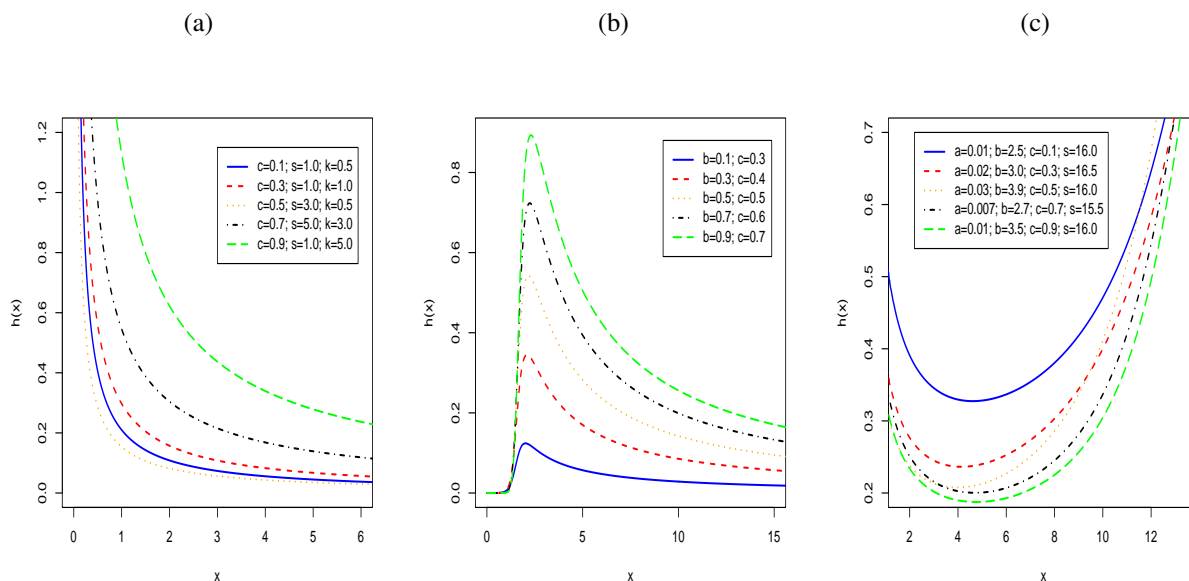 (a)
h(x)
0.0 0.2 0.4 0.6 0.8 1.0 1.2
c=0.1; s=1.0; k=0.5
c=0.3; s=1.0; k=1.0
c=0.5; s=3.0; k=0.5
c=0.7; s=5.0; k=3.0
c=0.9; s=1.0; k=5.0
0 1 2 3 4 5 6
x
(b)
h(x)
0.0 0.2 0.4 0.6 0.8
b=0.1; c=0.3
b=0.3; c=0.4
b=0.5; c=0.5
b=0.7; c=0.6
b=0.9; c=0.7
0 5 10 15
x
(c)
h(x)
0.2 0.3 0.4 0.5 0.6 0.7
a=0.01; b=2.5; c=0.1; s=16.0
a=0.02; b=3.0; c=0.3; s=16.5
a=0.03; b=3.9; c=0.5; s=16.0
a=0.007; b=2.7; c=0.7; s=15.5
a=0.01; b=3.5; c=0.9; s=16.0
2 4 6 8 10 12
x